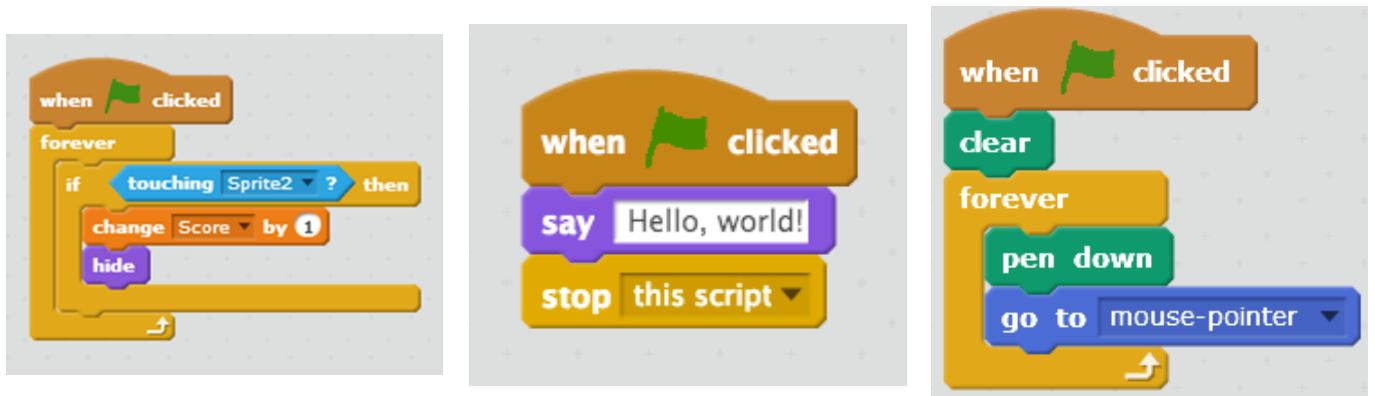 when clicked
forever
if touching Sprite2 ? then
change Score by 1
hide
when clicked
say Hello, world!
stop this script
when clicked
clear
forever
pen down
go to mouse-pointer